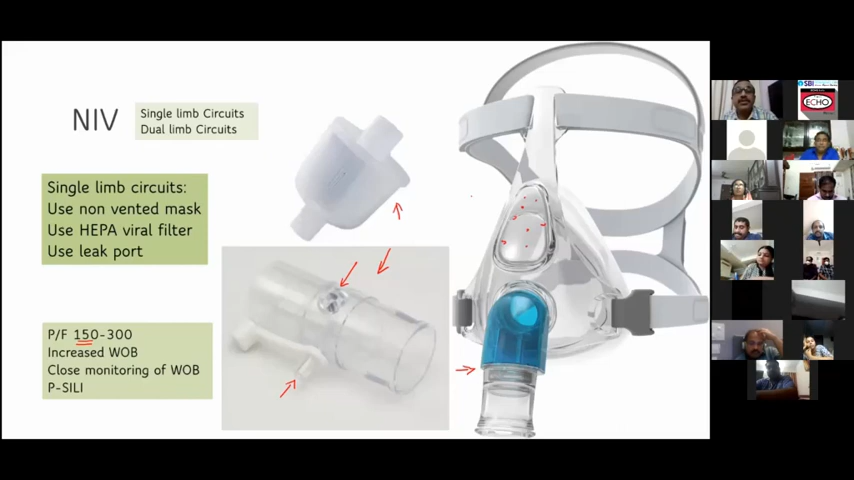 NIV
Single limb Circuits
Dual limb Circuits
Single limb circuits:
Use non vented mask
Use HEPA viral filter
Use leak port
P/F 150-300
Increased WOB
Close monitoring of WOB
P-SILI
SBI
ECHO